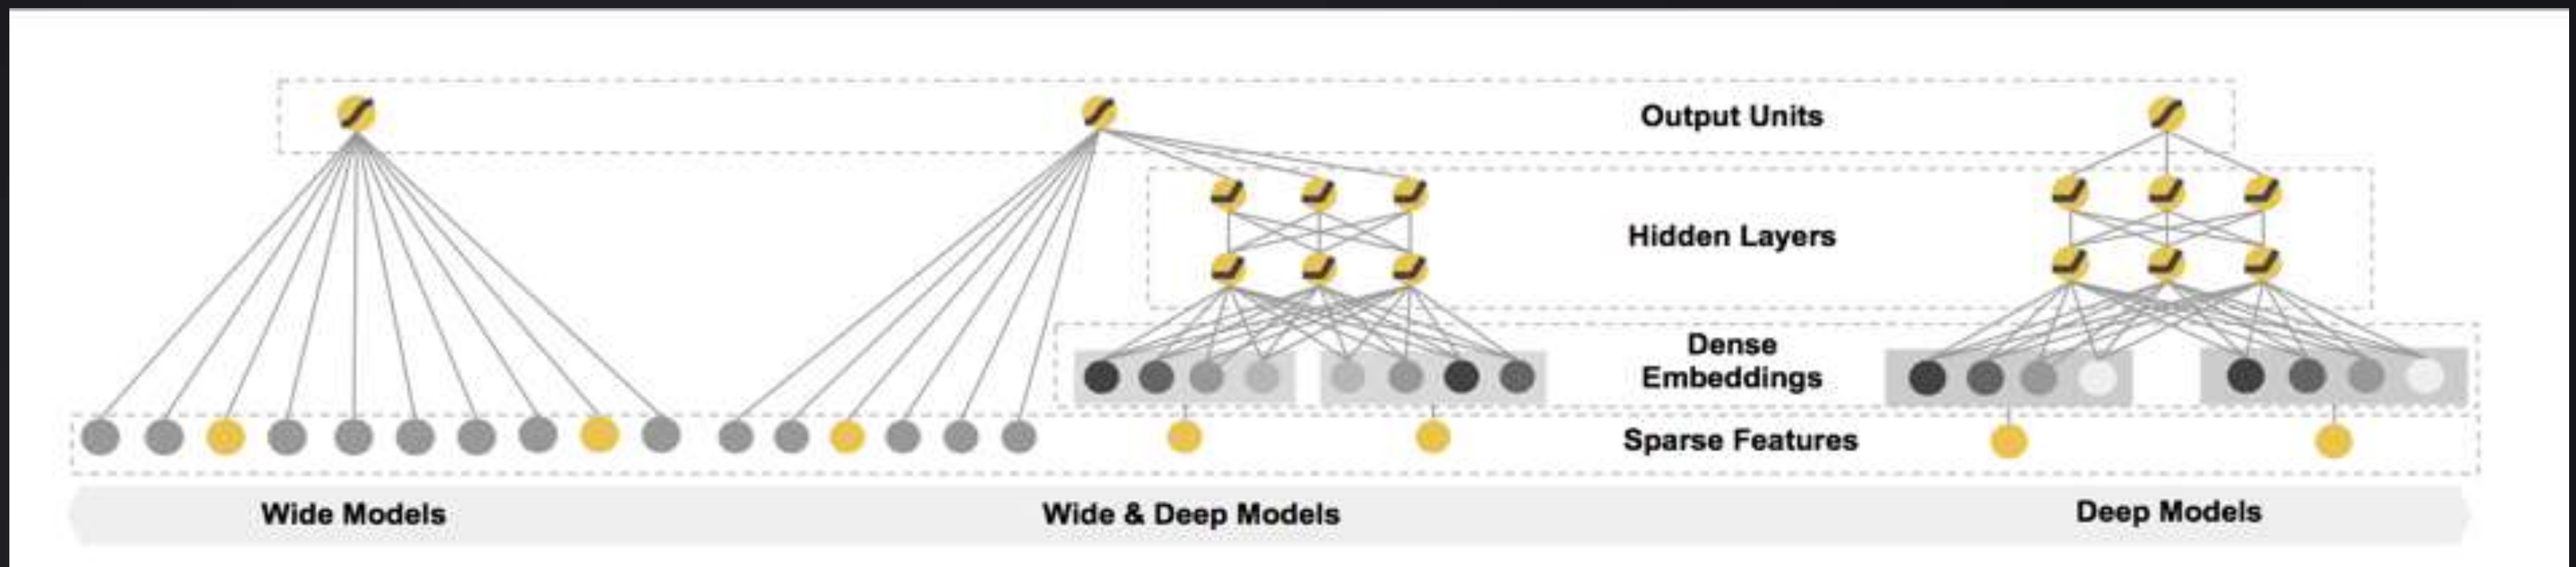 Output Units
Hidden Layers
Dense
Embeddings
Sparse Features
Wide Models
Wide & Deep Models
Deep Models